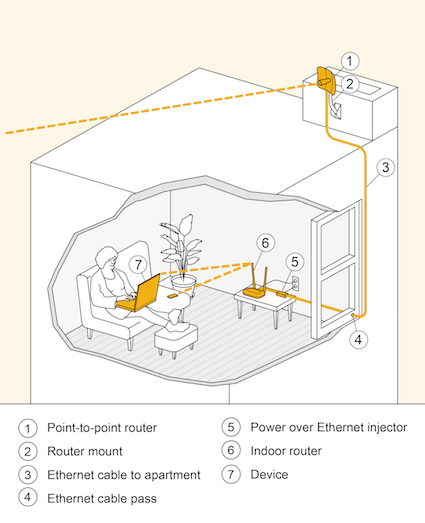 1
2
3
6
5
7
4
1 Point-to-point router
2 Router mount
3 Ethernet cable to apartment
4 Ethernet cable pass
5 Power over Ethernet injector
6 Indoor router
7 Device